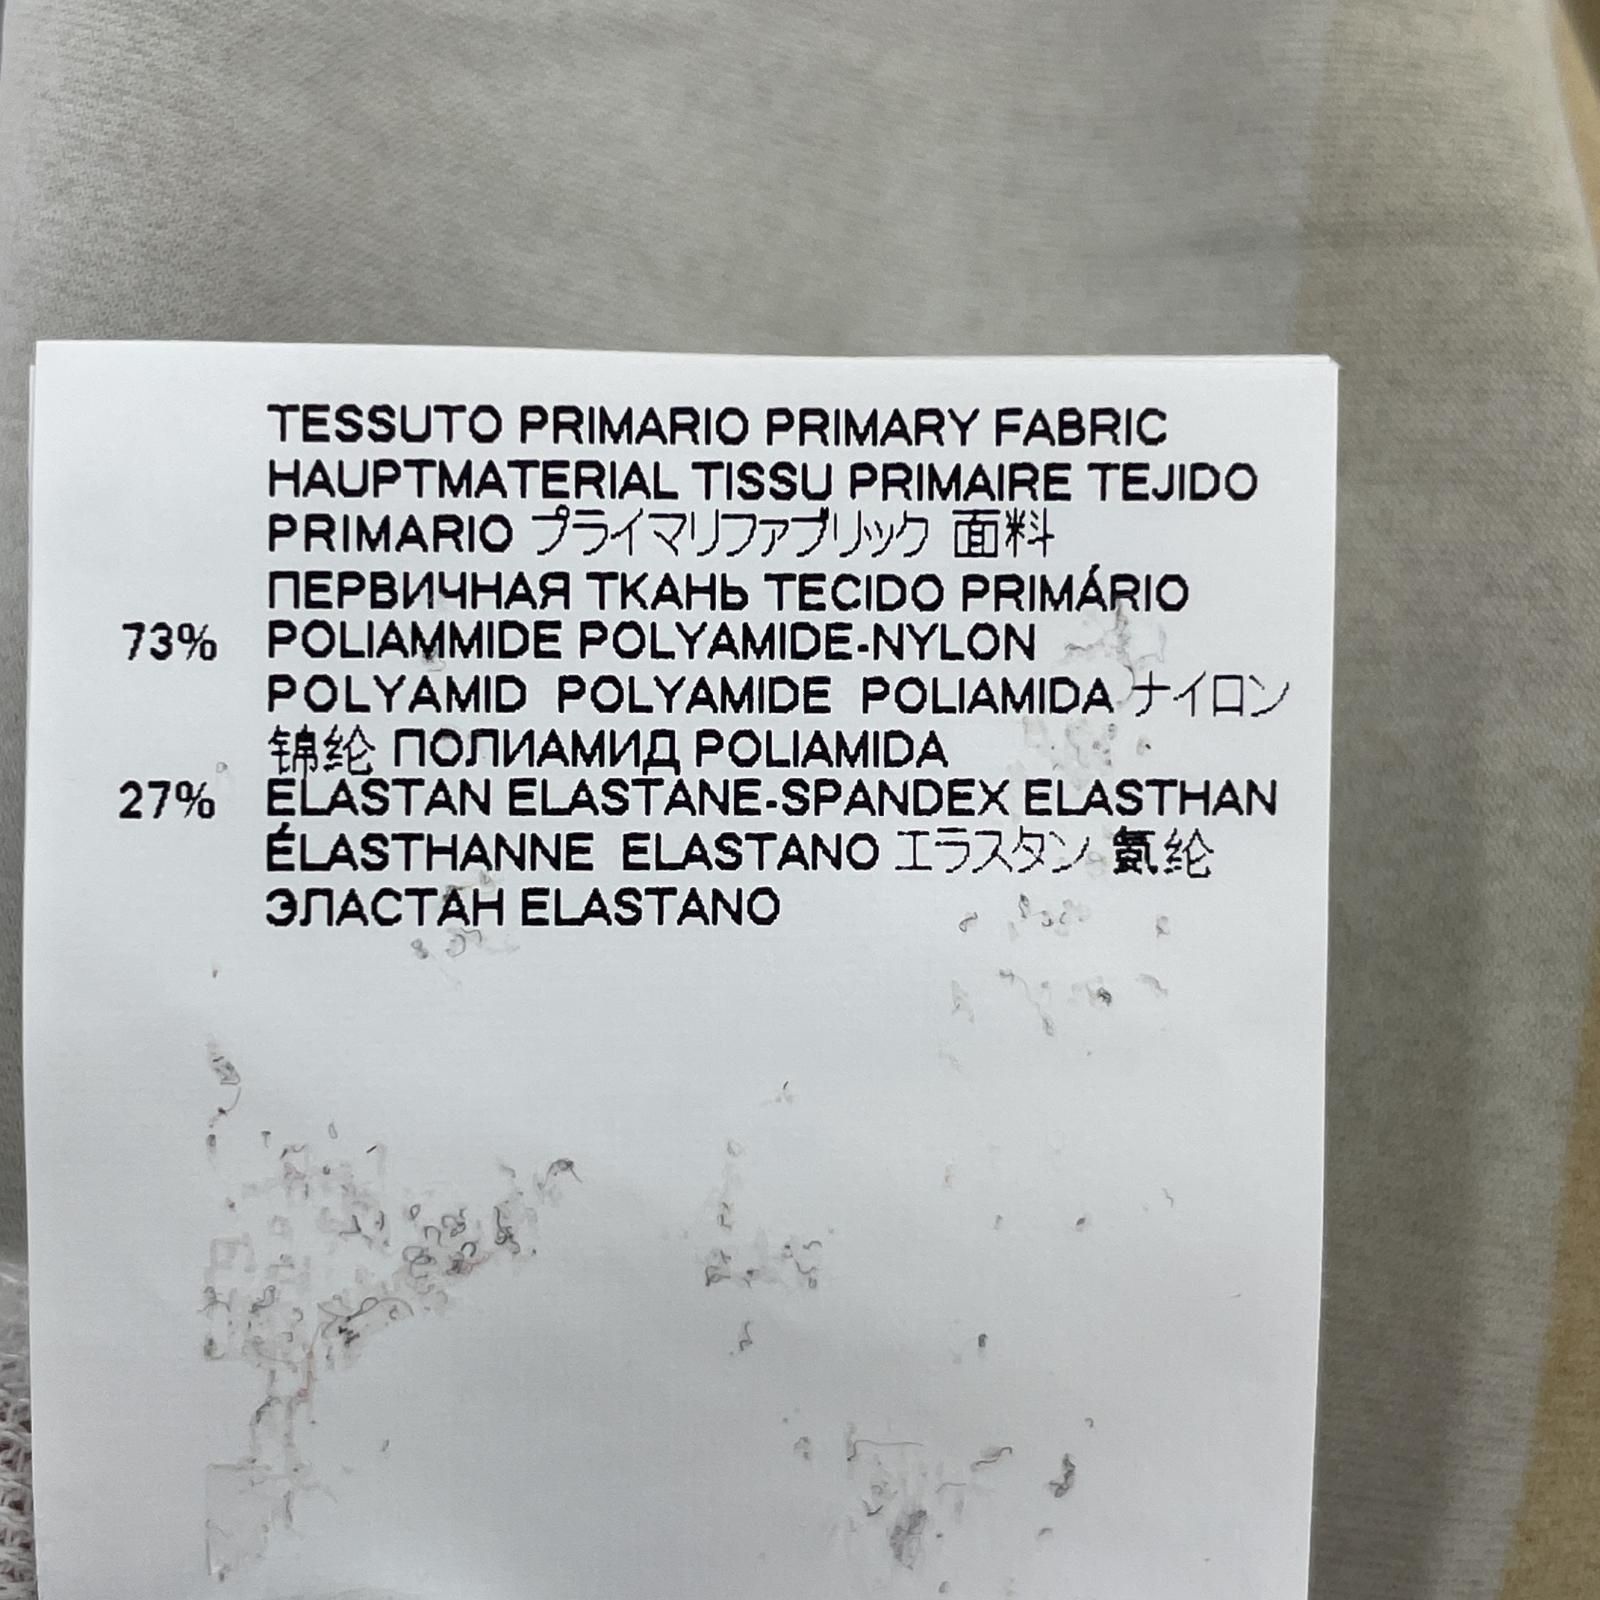 TESSUTO PRIMARIO PRIMARY FABRIC
HAUPTMATERIAL TISSU PRIMAIRE TEJIDO
PRIMARIO プライマリファブリック 面料
ПЕРВИЧНАЯ ТКАНЬ TECIDO PRIMÁRIO
73% POLIAMMIDE POLYAMIDE-NYLON
POLYAMID POLYAMIDE POLIAMIDA ナイロン
锦纶 ПОЛИАМИД POLIAMIDA
27% ELASTAN ELASTANE-SPANDEX ELASTHAN
ÉLASTHANNE ELASTANO エラスタン 氨纶
ЭЛАСТАН ELASTANO